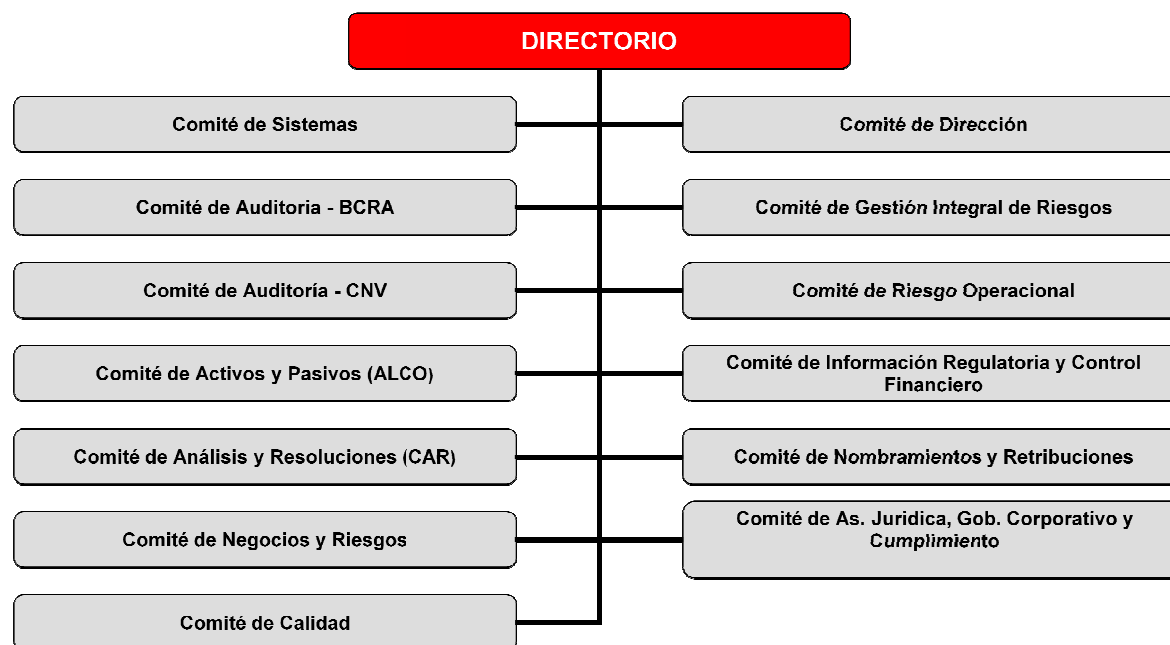 DIRECTORIO
Comité de Sistemas
Comité de Dirección
Comité de Auditoria - BCRA
Comité de Gestión Integral de Riesgos
Comité de Auditoría - CNV
Comité de Riesgo Operacional
Comité de Activos y Pasivos (ALCO)
Comité de Información Regulatoria y Control
Financiero
Comité de Análisis y Resoluciones (CAR)
Comité de Nombramientos y Retribuciones
Comité de Negocios y Riesgos
Comité de As. Juridica, Gob. Corporativo y
Cumplimiento
Comité de Calidad